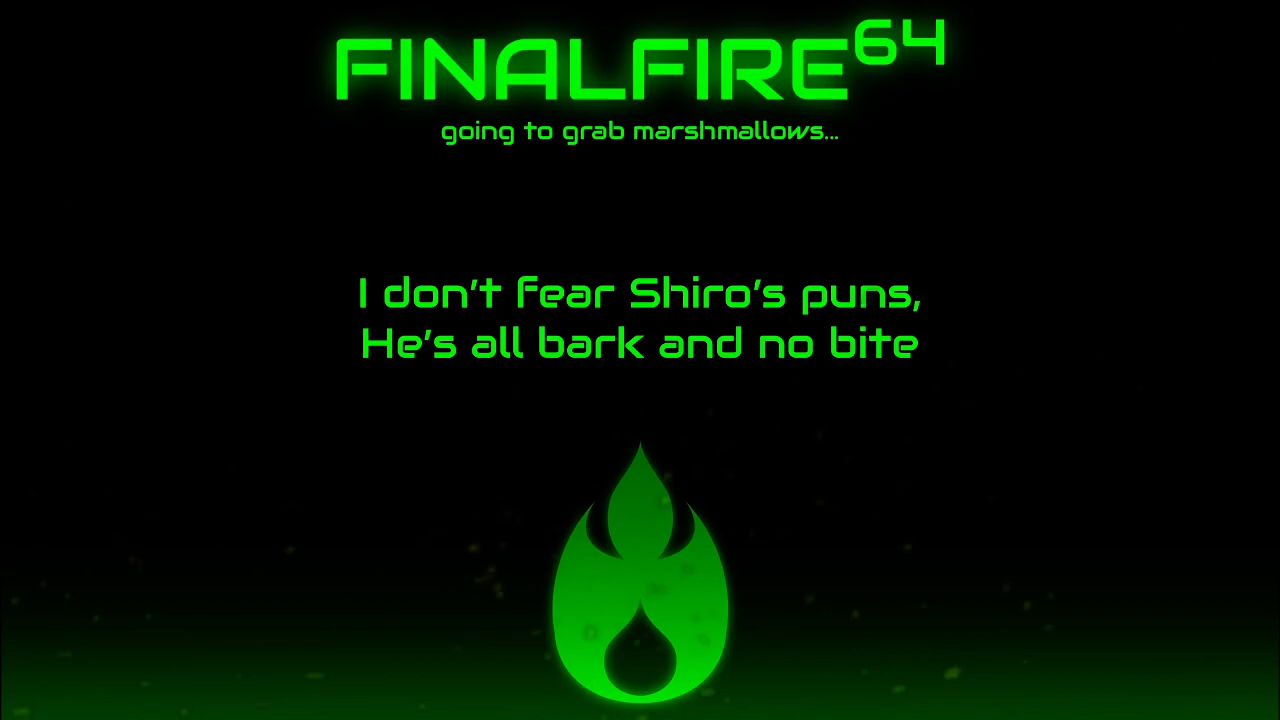 FINALFIRE64
going to grab marshmallows...
I don't fear Shiro's puns,
He's all bark and no bite